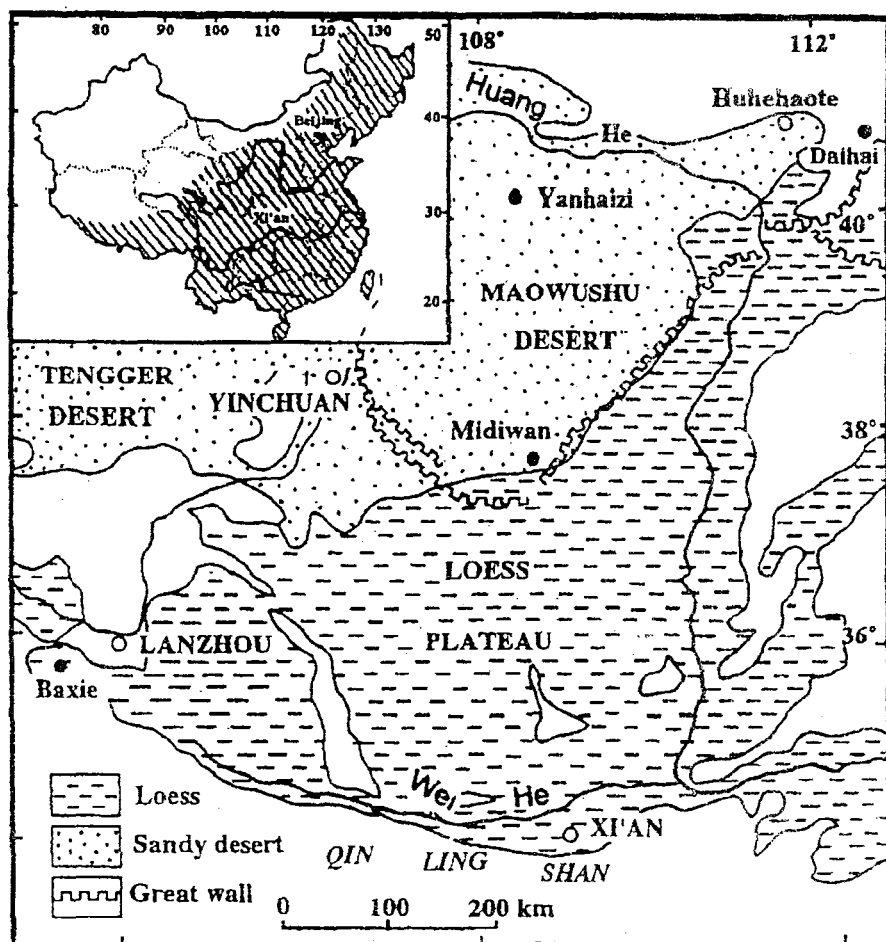 80 90 100 110 120 130
50
40
30
20
Beijing
Xi'an
108° 112°
Huang
He
Huhehaote
Daihai
Yanhaizi
40°
MAOWUSHU
DESERT
TENGGER
DESERT
YINCHUAN
Midiwan
38°
LOESS
PLATEAU
36°
LANZHOU
Baxie
Wei He
XI'AN
QIN LING SHAN
Loess
Sandy desert
Great wall
0 100 200 km